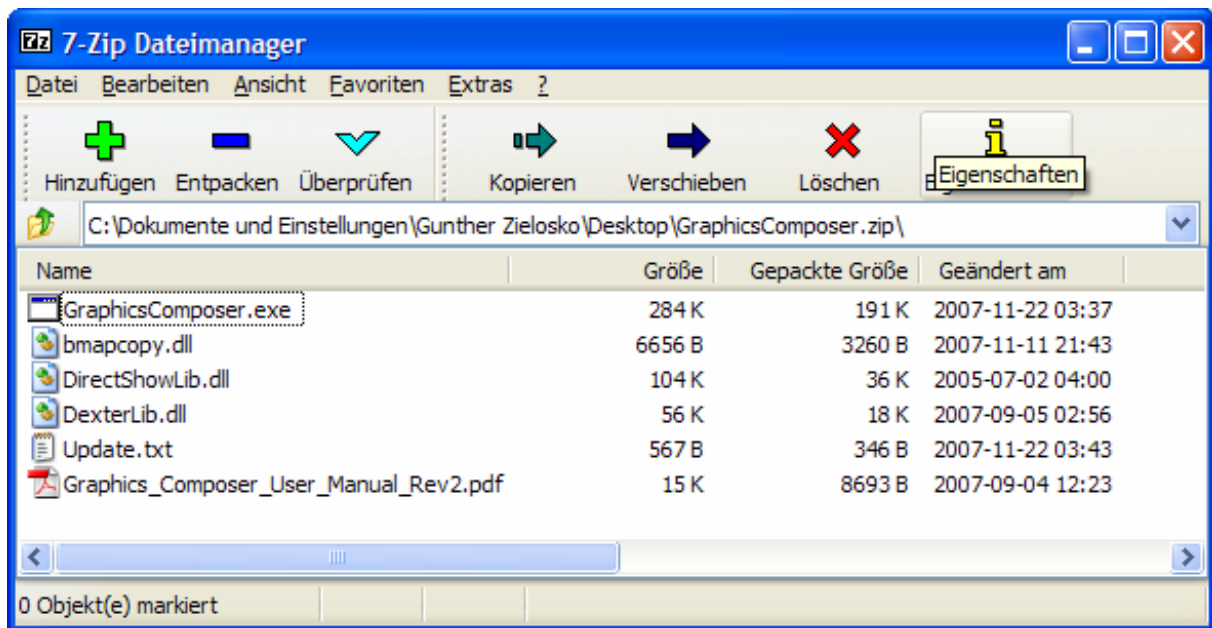 7-Zip Dateimanager
Datei Bearbeiten Ansicht Favoriten Extras ?
Hinzufügen Entpacken Überprüfen Kopieren Verschieben Löschen Eigenschaften
C:\Dokumente und Einstellungen\Gunther Zielosko\Desktop\GraphicsComposer.zip\
Name Größe Gepackte Größe Geändert am
GraphicsComposer.exe 284 K 191 K 2007-11-22 03:37
bmapcopy.dll 6656 B 3260 B 2007-11-11 21:43
DirectShowLib.dll 104 K 36 K 2005-07-02 04:00
DexterLib.dll 56 K 18 K 2007-09-05 02:56
Update.txt 567 B 346 B 2007-11-22 03:43
Graphics_Composer_User_Manual_Rev2.pdf 15 K 8693 B 2007-09-04 12:23
0 Objekt(e) markiert